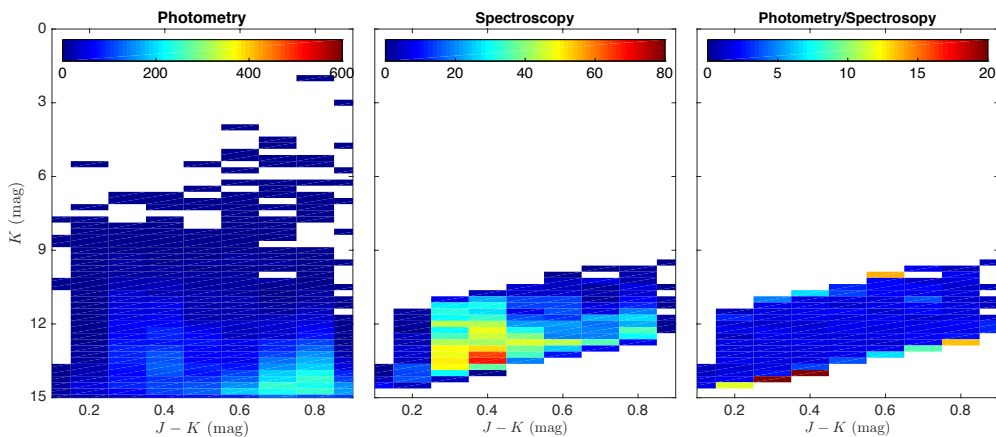 Photometry
Spectroscopy
Photometry/Spectrosopy
0 200 400 600
0 20 40 60 80
0 5 10 15 20
0
3
6
9
12
15
K (mag)
0.2 0.4 0.6 0.8
0.2 0.4 0.6 0.8
0.2 0.4 0.6 0.8
J − K (mag)
J − K (mag)
J − K (mag)